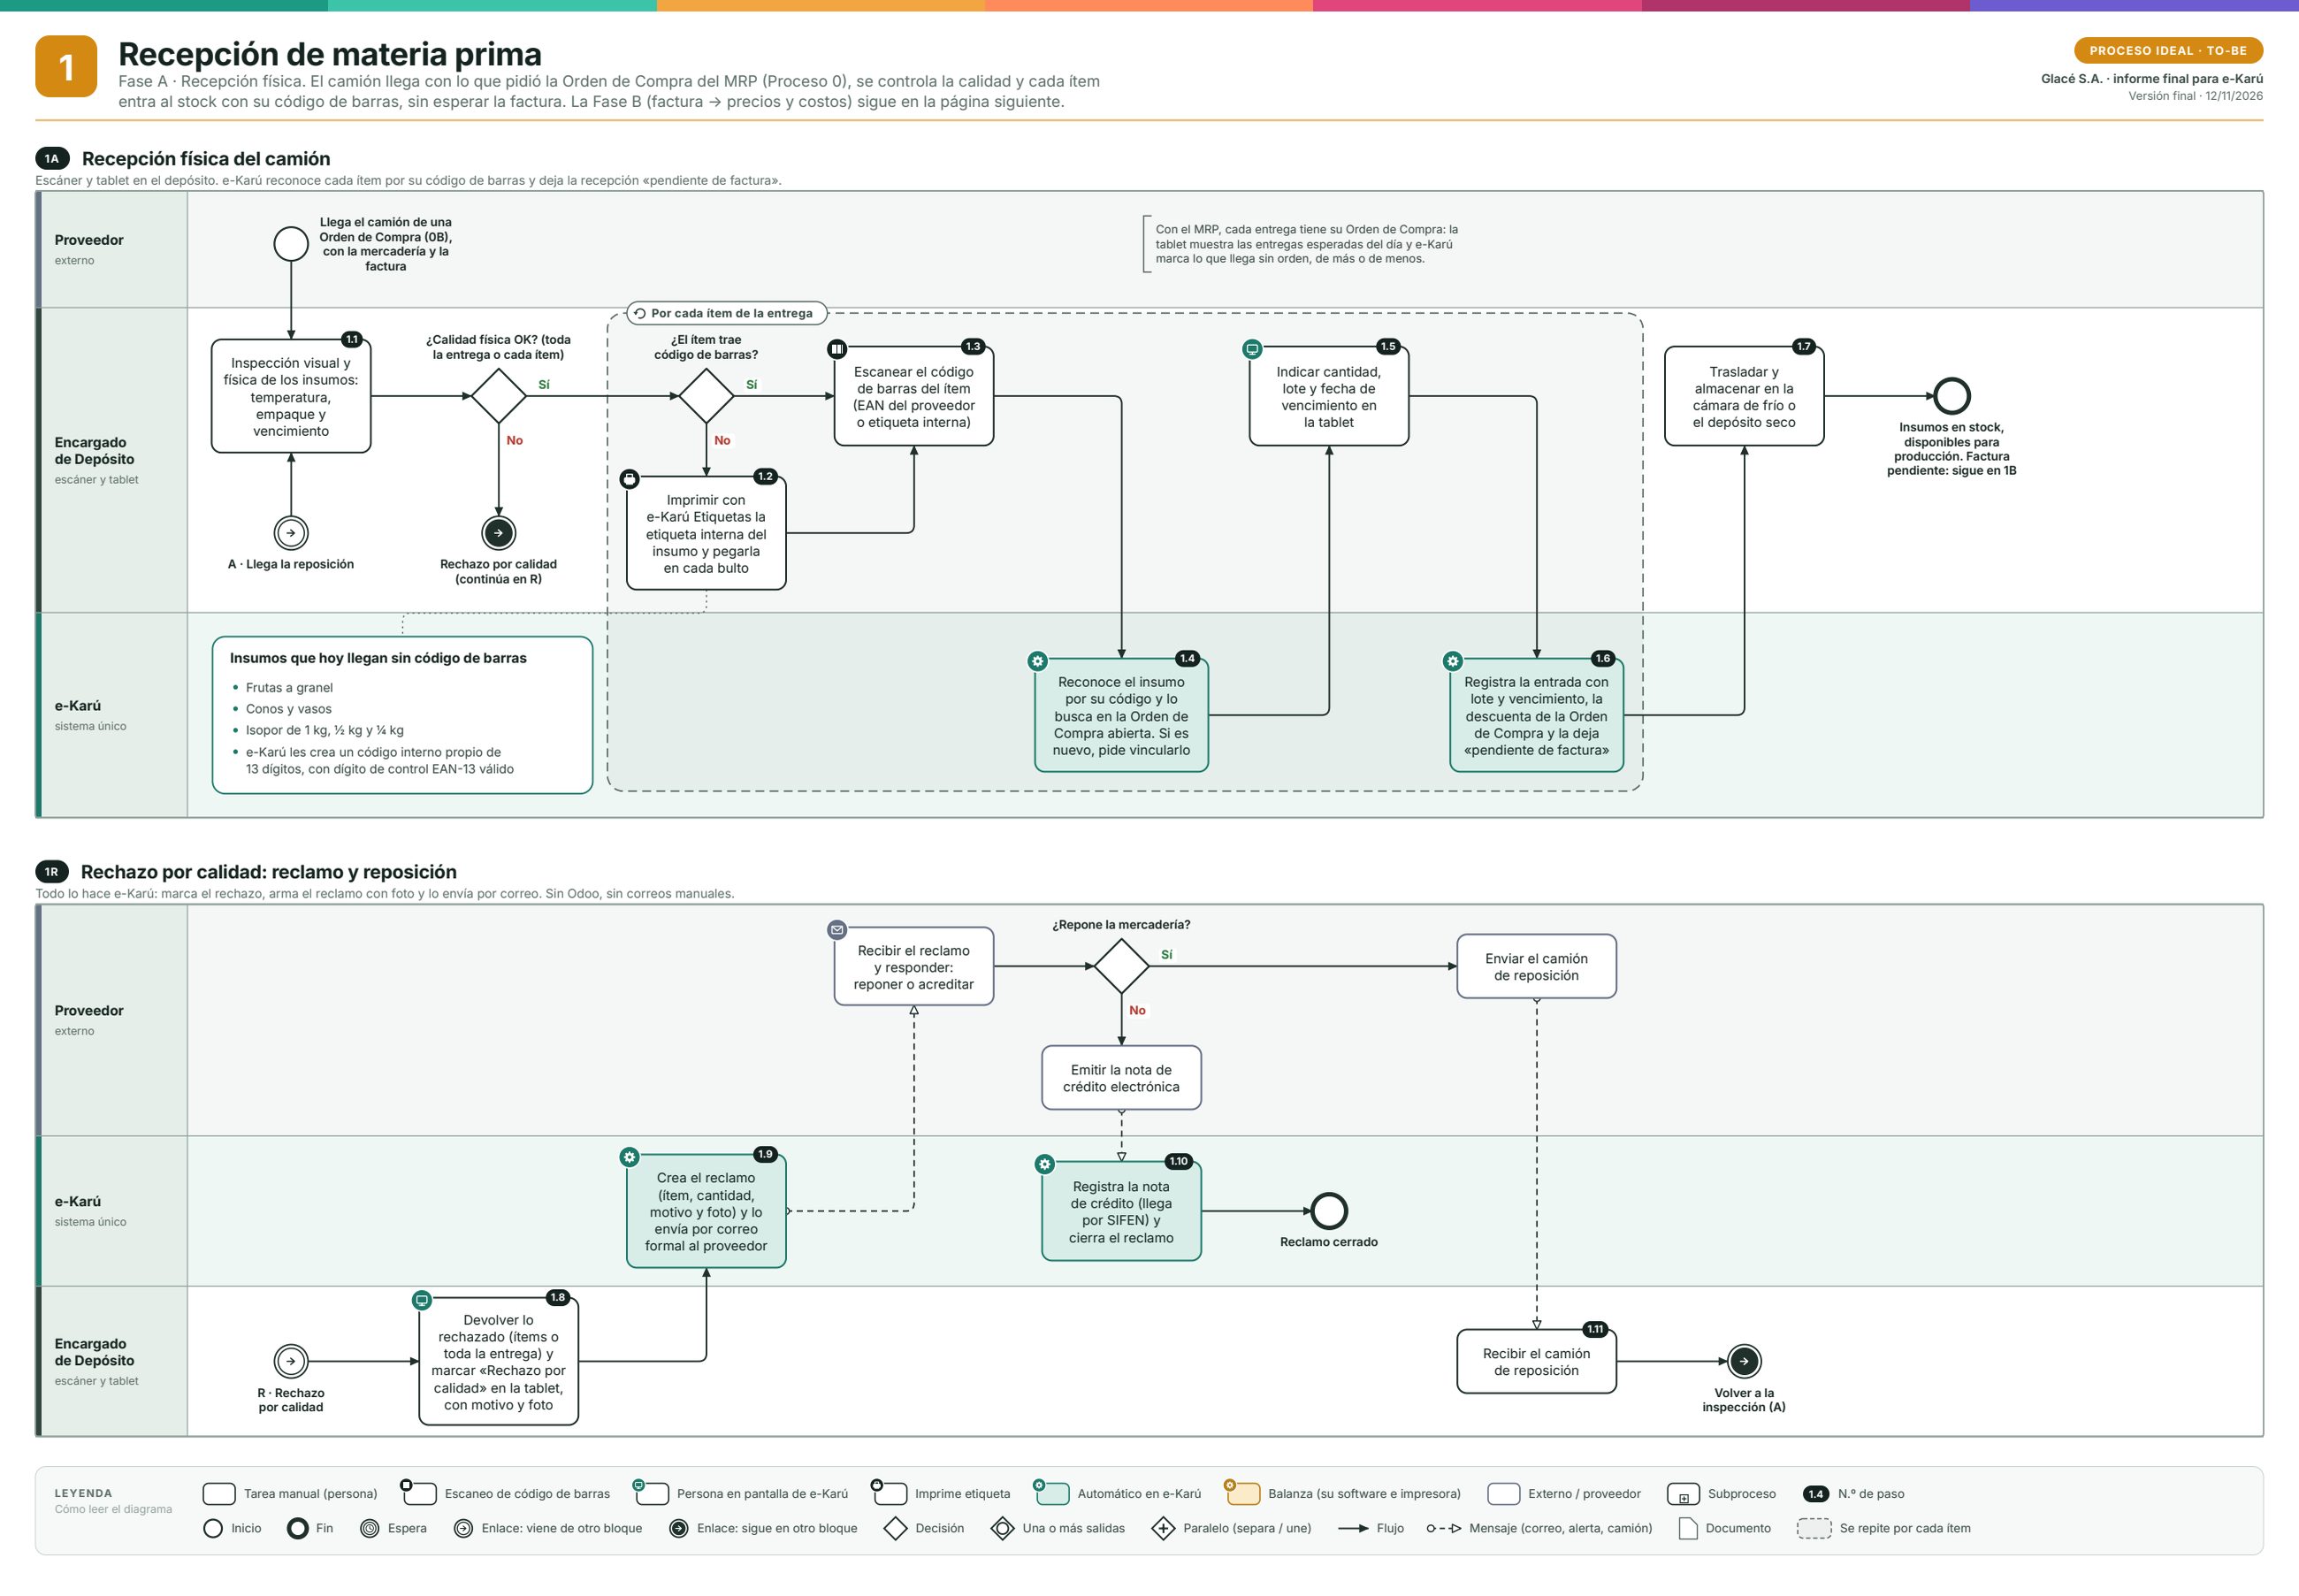 1
Recepción de materia prima
Fase A · Recepción física. El camión llega con lo que pidió la Orden de Compra del MRP (Proceso 0), se controla la calidad y cada ítem
entra al stock con su código de barras, sin esperar la factura. La Fase B (factura → precios y costos) sigue en la página siguiente.
PROCESO IDEAL · TO-BE
Glacé S.A. · informe final para e-Karú
Versión final · 12/11/2026
1A
Recepción física del camión
Escáner y tablet en el depósito. e-Karú reconoce cada ítem por su código de barras y deja la recepción «pendiente de factura».
Proveedor
externo
Llega el camión de una
Orden de Compra (0B),
con la mercadería y la
factura
Con el MRP, cada entrega tiene su Orden de Compra: la
tablet muestra las entregas esperadas del día y e-Karú
marca lo que llega sin orden, de más o de menos.
Encargado
de Depósito
escáner y tablet
1.1
Inspección visual y
física de los insumos:
temperatura,
empaque y
vencimiento
A · Llega la reposición
¿Calidad física OK? (toda
la entrega o cada ítem)
Sí
No
Rechazo por calidad
(continúa en R)
Por cada ítem de la entrega
¿El ítem trae
código de barras?
Sí
No
1.2
Imprimir con
e-Karú Etiquetas la
etiqueta interna del
insumo y pegarla
en cada bulto
1.3
Escanear el código
de barras del ítem
(EAN del proveedor
o etiqueta interna)
1.5
Indicar cantidad,
lote y fecha de
vencimiento en
la tablet
1.7
Trasladar y
almacenar en la
cámara de frío o
el depósito seco
Insumos en stock,
disponibles para
producción. Factura
pendiente: sigue en 1B
e-Karú
sistema único
Insumos que hoy llegan sin código de barras
• Frutas a granel
• Conos y vasos
• Isopor de 1 kg, ½ kg y ¼ kg
• e-Karú les crea un código interno propio de
13 dígitos, con dígito de control EAN-13 válido
1.4
Reconoce el insumo
por su código y lo
busca en la Orden de
Compra abierta. Si es
nuevo, pide vincularlo
1.6
Registra la entrada con
lote y vencimiento, la
descuenta de la Orden
de Compra y la deja
«pendiente de factura»
1R
Rechazo por calidad: reclamo y reposición
Todo lo hace e-Karú: marca el rechazo, arma el reclamo con foto y lo envía por correo. Sin Odoo, sin correos manuales.
Proveedor
externo
Recibir el reclamo
y responder:
reponer o acreditar
¿Repone la mercadería?
Sí
No
Enviar el camión
de reposición
Emitir la nota de
crédito electrónica
e-Karú
sistema único
1.9
Crea el reclamo
(ítem, cantidad,
motivo y foto) y lo
envía por correo
formal al proveedor
1.10
Registra la nota
de crédito (llega
por SIFEN) y
cierra el reclamo
Reclamo cerrado
Encargado
de Depósito
escáner y tablet
R · Rechazo
por calidad
1.8
Devolver lo
rechazado (ítems o
toda la entrega) y
marcar «Rechazo por
calidad» en la tablet,
con motivo y foto
1.11
Recibir el camión
de reposición
Volver a la
inspección (A)
LEYENDA
Cómo leer el diagrama
Tarea manual (persona)
Escaneo de código de barras
Persona en pantalla de e-Karú
Imprime etiqueta
Automático en e-Karú
Balanza (su software e impresora)
Externo / proveedor
Subproceso
1.4
N.º de paso
Inicio
Fin
Espera
Enlace: viene de otro bloque
Enlace: sigue en otro bloque
Decisión
Una o más salidas
Paralelo (separa / une)
Flujo
Mensaje (correo, alerta, camión)
Documento
Se repite por cada ítem